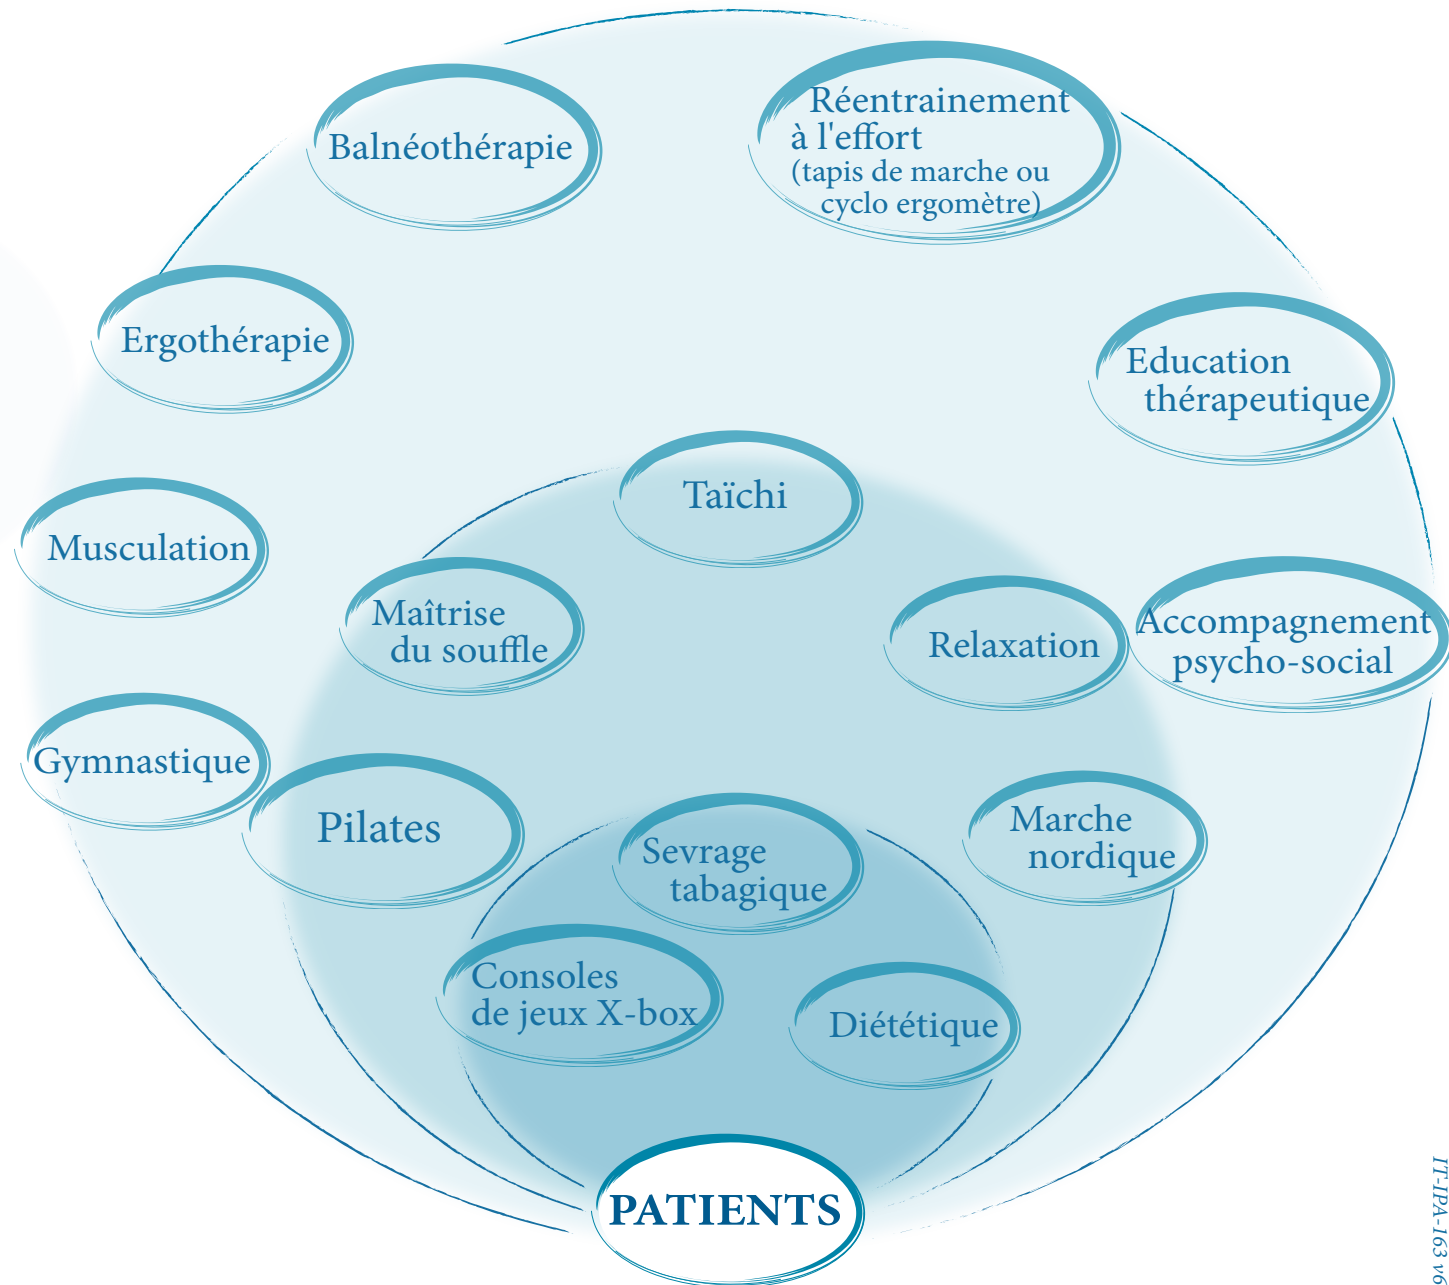 Balnéothérapie
Réentrainement
à l'effort
(tapis de marche ou
cyclo ergomètre)
Ergothérapie
Education
thérapeutique
Taïchi
Musculation
Maîtrise
du souffle
Relaxation
Accompagnement
psycho-social
Gymnastique
Pilates
Marche
nordique
Sevrage
tabagique
Consoles
de jeux X-box
Diététique
PATIENTS
IT-IPA-163 v6